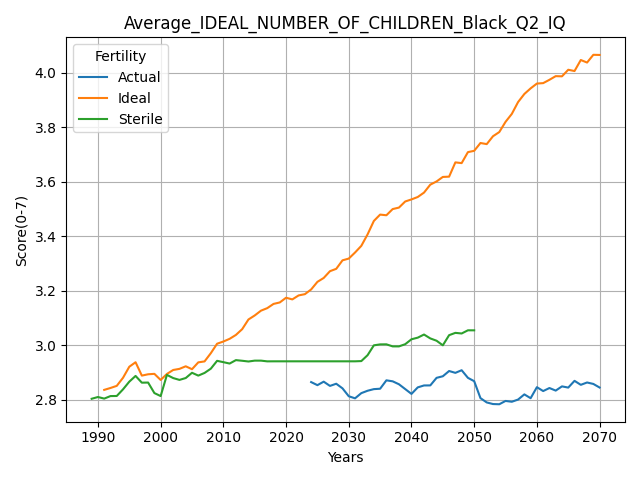 Average_IDEAL_NUMBER_OF_CHILDREN_Black_Q2_IQ
Fertility
Actual
Ideal
Sterile
Score(0-7)
4.0
3.8
3.6
3.4
3.2
3.0
2.8
1990 2000 2010 2020 2030 2040 2050 2060 2070
Years